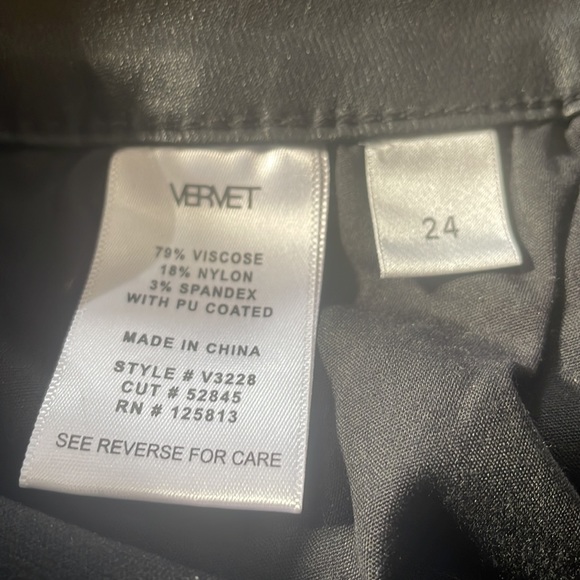 VERVET
79% VISCOSE
18% NYLON
3% SPANDEX
WITH PU COATED
MADE IN CHINA
STYLE # V3228
CUT # 52845
RN # 125813
SEE REVERSE FOR CARE
24